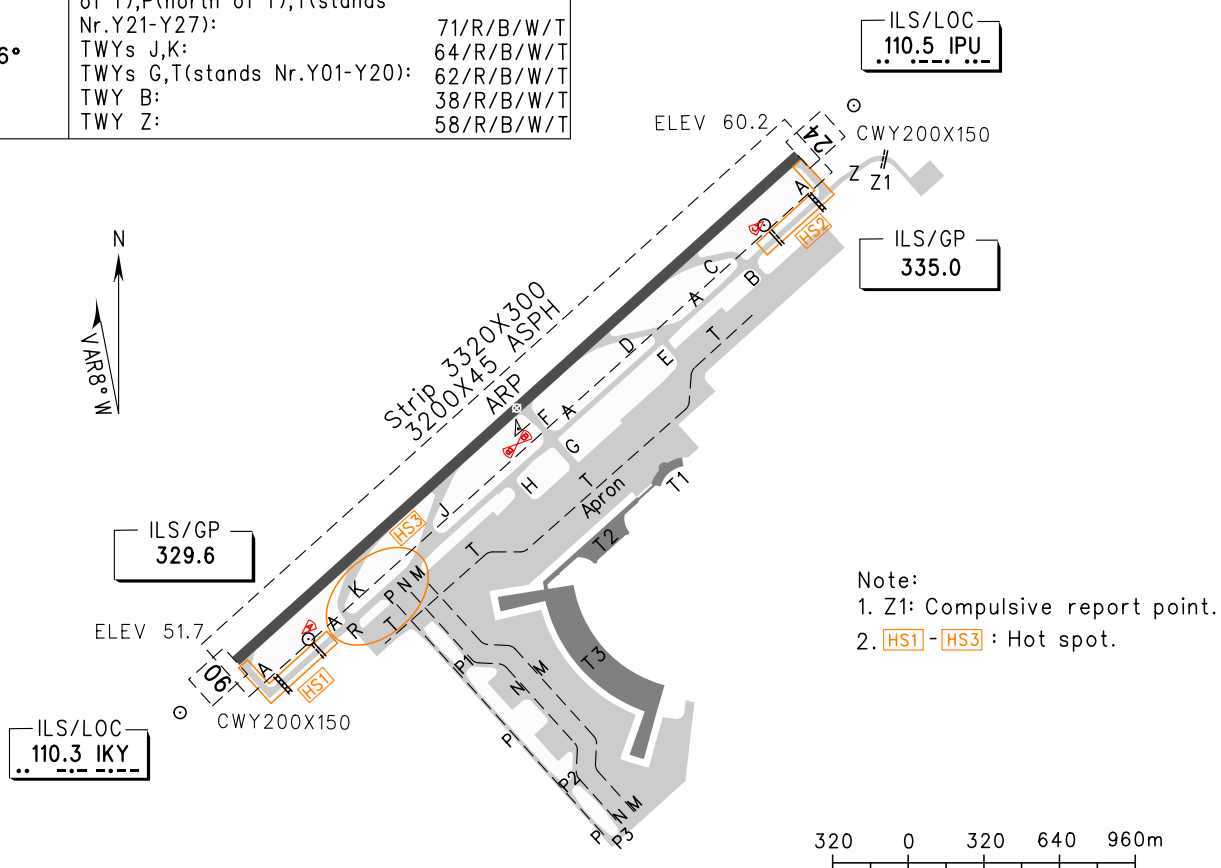 Nr.Y21-Y27): 71/R/B/W/T
TWYs J,K: 64/R/B/W/T
TWYs G,T(stands Nr.Y01-Y20): 62/R/B/W/T
TWY B: 38/R/B/W/T
TWY Z: 58/R/B/W/T
6°
ILS/LOC
110.5 IPU
ELEV 60.2
24
CWY200X150
Z
Z1
A
HS2
N
VAR8°W
ILS/GP
335.0
C
B
A
T
D
E
Strip 3320X300
3200X45 ASPH
ARP
F
A
G
H
T
Apron
T1
J
HS3
T
T2
ILS/GP
329.6
K
P
N
M
Note:
1. Z1: Compulsive report point.
2. HS1 - HS3 : Hot spot.
ELEV 51.7
A
R
T
06
A
HS1
P1
N
M
T3
CWY200X150
ILS/LOC
110.3 IKY
P
P2
N
M
P
P3
320 0 320 640 960m